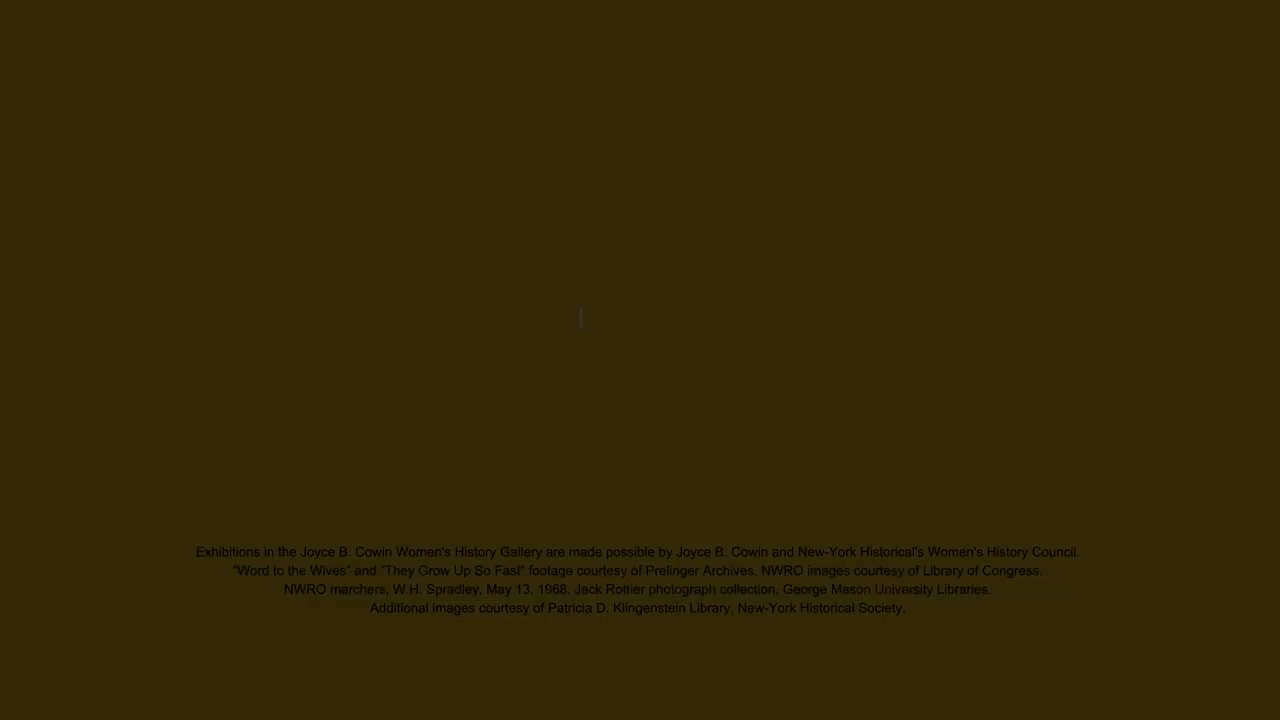 Exhibitions in the Joyce B. Cowin Women's History Gallery are made possible by Joyce B. Cowin and New-York Historical's Women's History Council.
"Word to the Wives" and "They Grow Up So Fast" footage courtesy of Prelinger Archives. NWRO images courtesy of Library of Congress.
NWRO marchers, W.H. Spradley, May 13, 1968. Jack Rottier photograph collection, George Mason University Libraries.
Additional images courtesy of Patricia D. Klingenstein Library, New-York Historical Society.